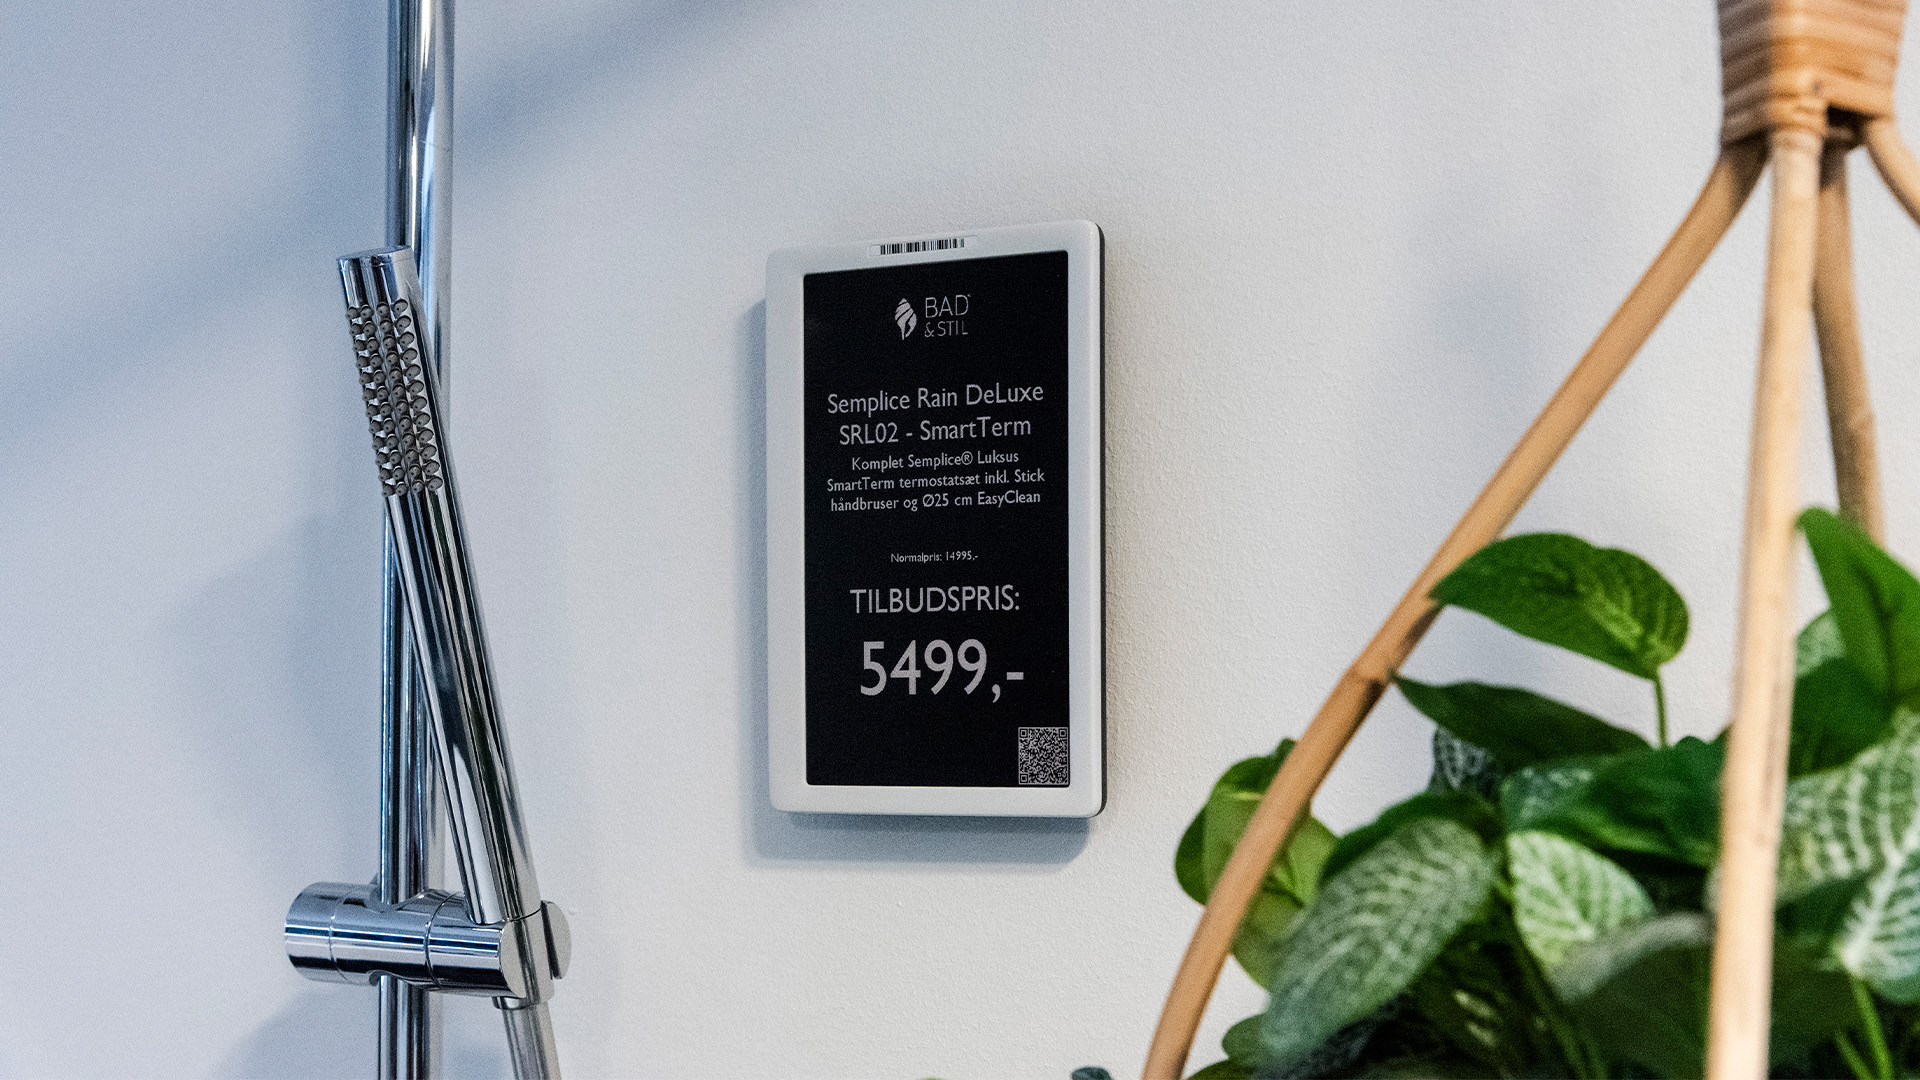 BAD
& STIL
Semplice Rain DeLuxe
SRL02 - SmartTerm
Komplet Semplice® Luksus
SmartTerm termostatsæt inkl. Stick
håndbruser og Ø25 cm EasyClean
Normalpris: 14995,-
TILBUDSPRIS:
5499,-